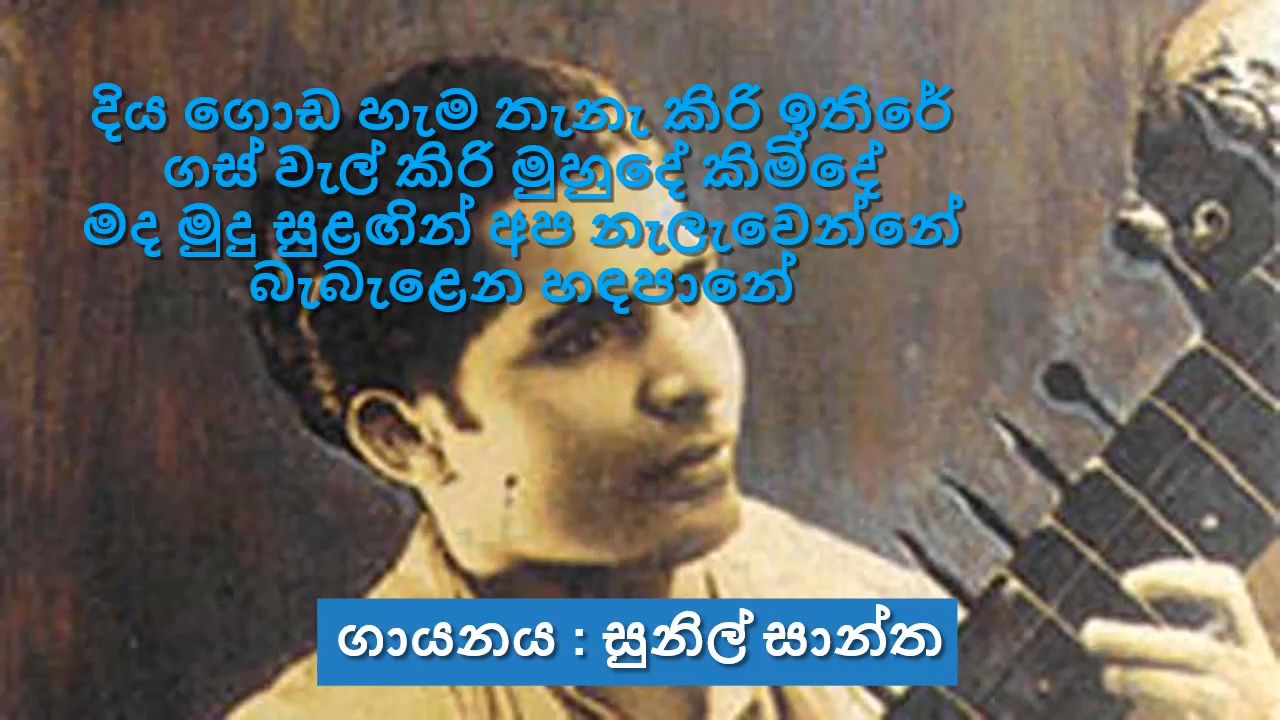 දිය ගොඩ හැම තැනැ කිරි ඉතිරේ
ගස් වැල් කිරි මුහුදේ කිමිදේ
මද මුදු සුළඟින් අප නැලැවෙන්නේ
බැබැළෙන හඳපානේ
ගායනය : සුනිල් සාන්ත